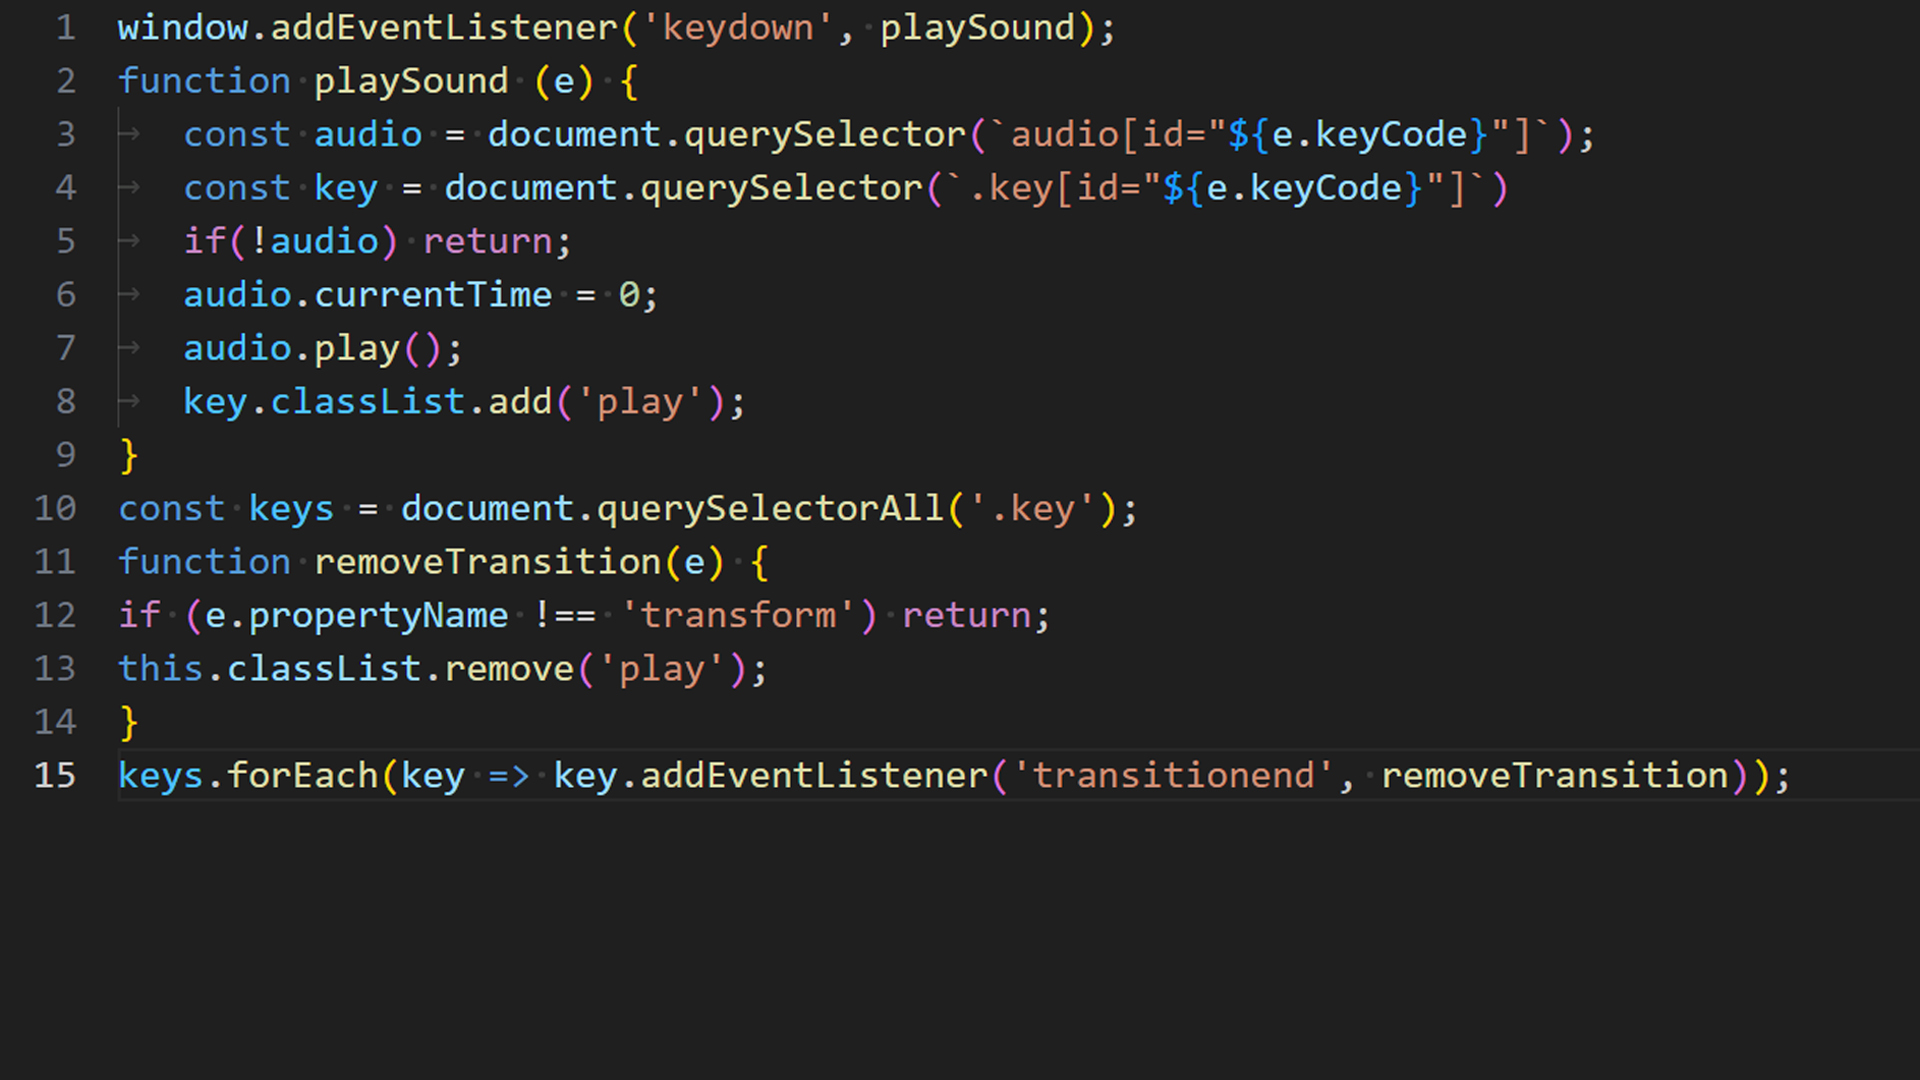 1 window.addEventListener('keydown', playSound);
2 function playSound (e) {
3 const audio = document.querySelector(`audio[id="${e.keyCode}"]`);
4 const key = document.querySelector(`.key[id="${e.keyCode}"]`)
5 if(!audio) return;
6 audio.currentTime = 0;
7 audio.play();
8 key.classList.add('play');
9 }
10 const keys = document.querySelectorAll('.key');
11 function removeTransition(e) {
12 if (e.propertyName !== 'transform') return;
13 this.classList.remove('play');
14 }
15 keys.forEach(key => key.addEventListener('transitionend', removeTransition));